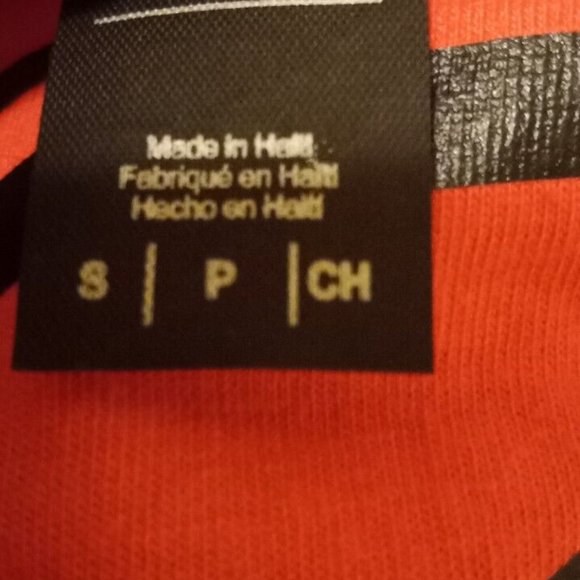 Made in Haiti
Fabriqué en Haïti
Hecho en Haití
S | P | CH